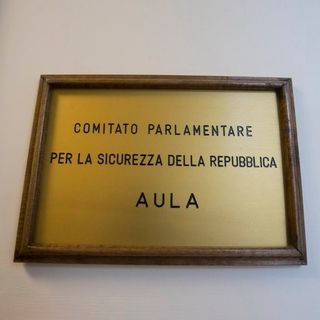 COMITATO PARLAMENTARE
PER LA SICUREZZA DELLA REPUBBLICA
AULA